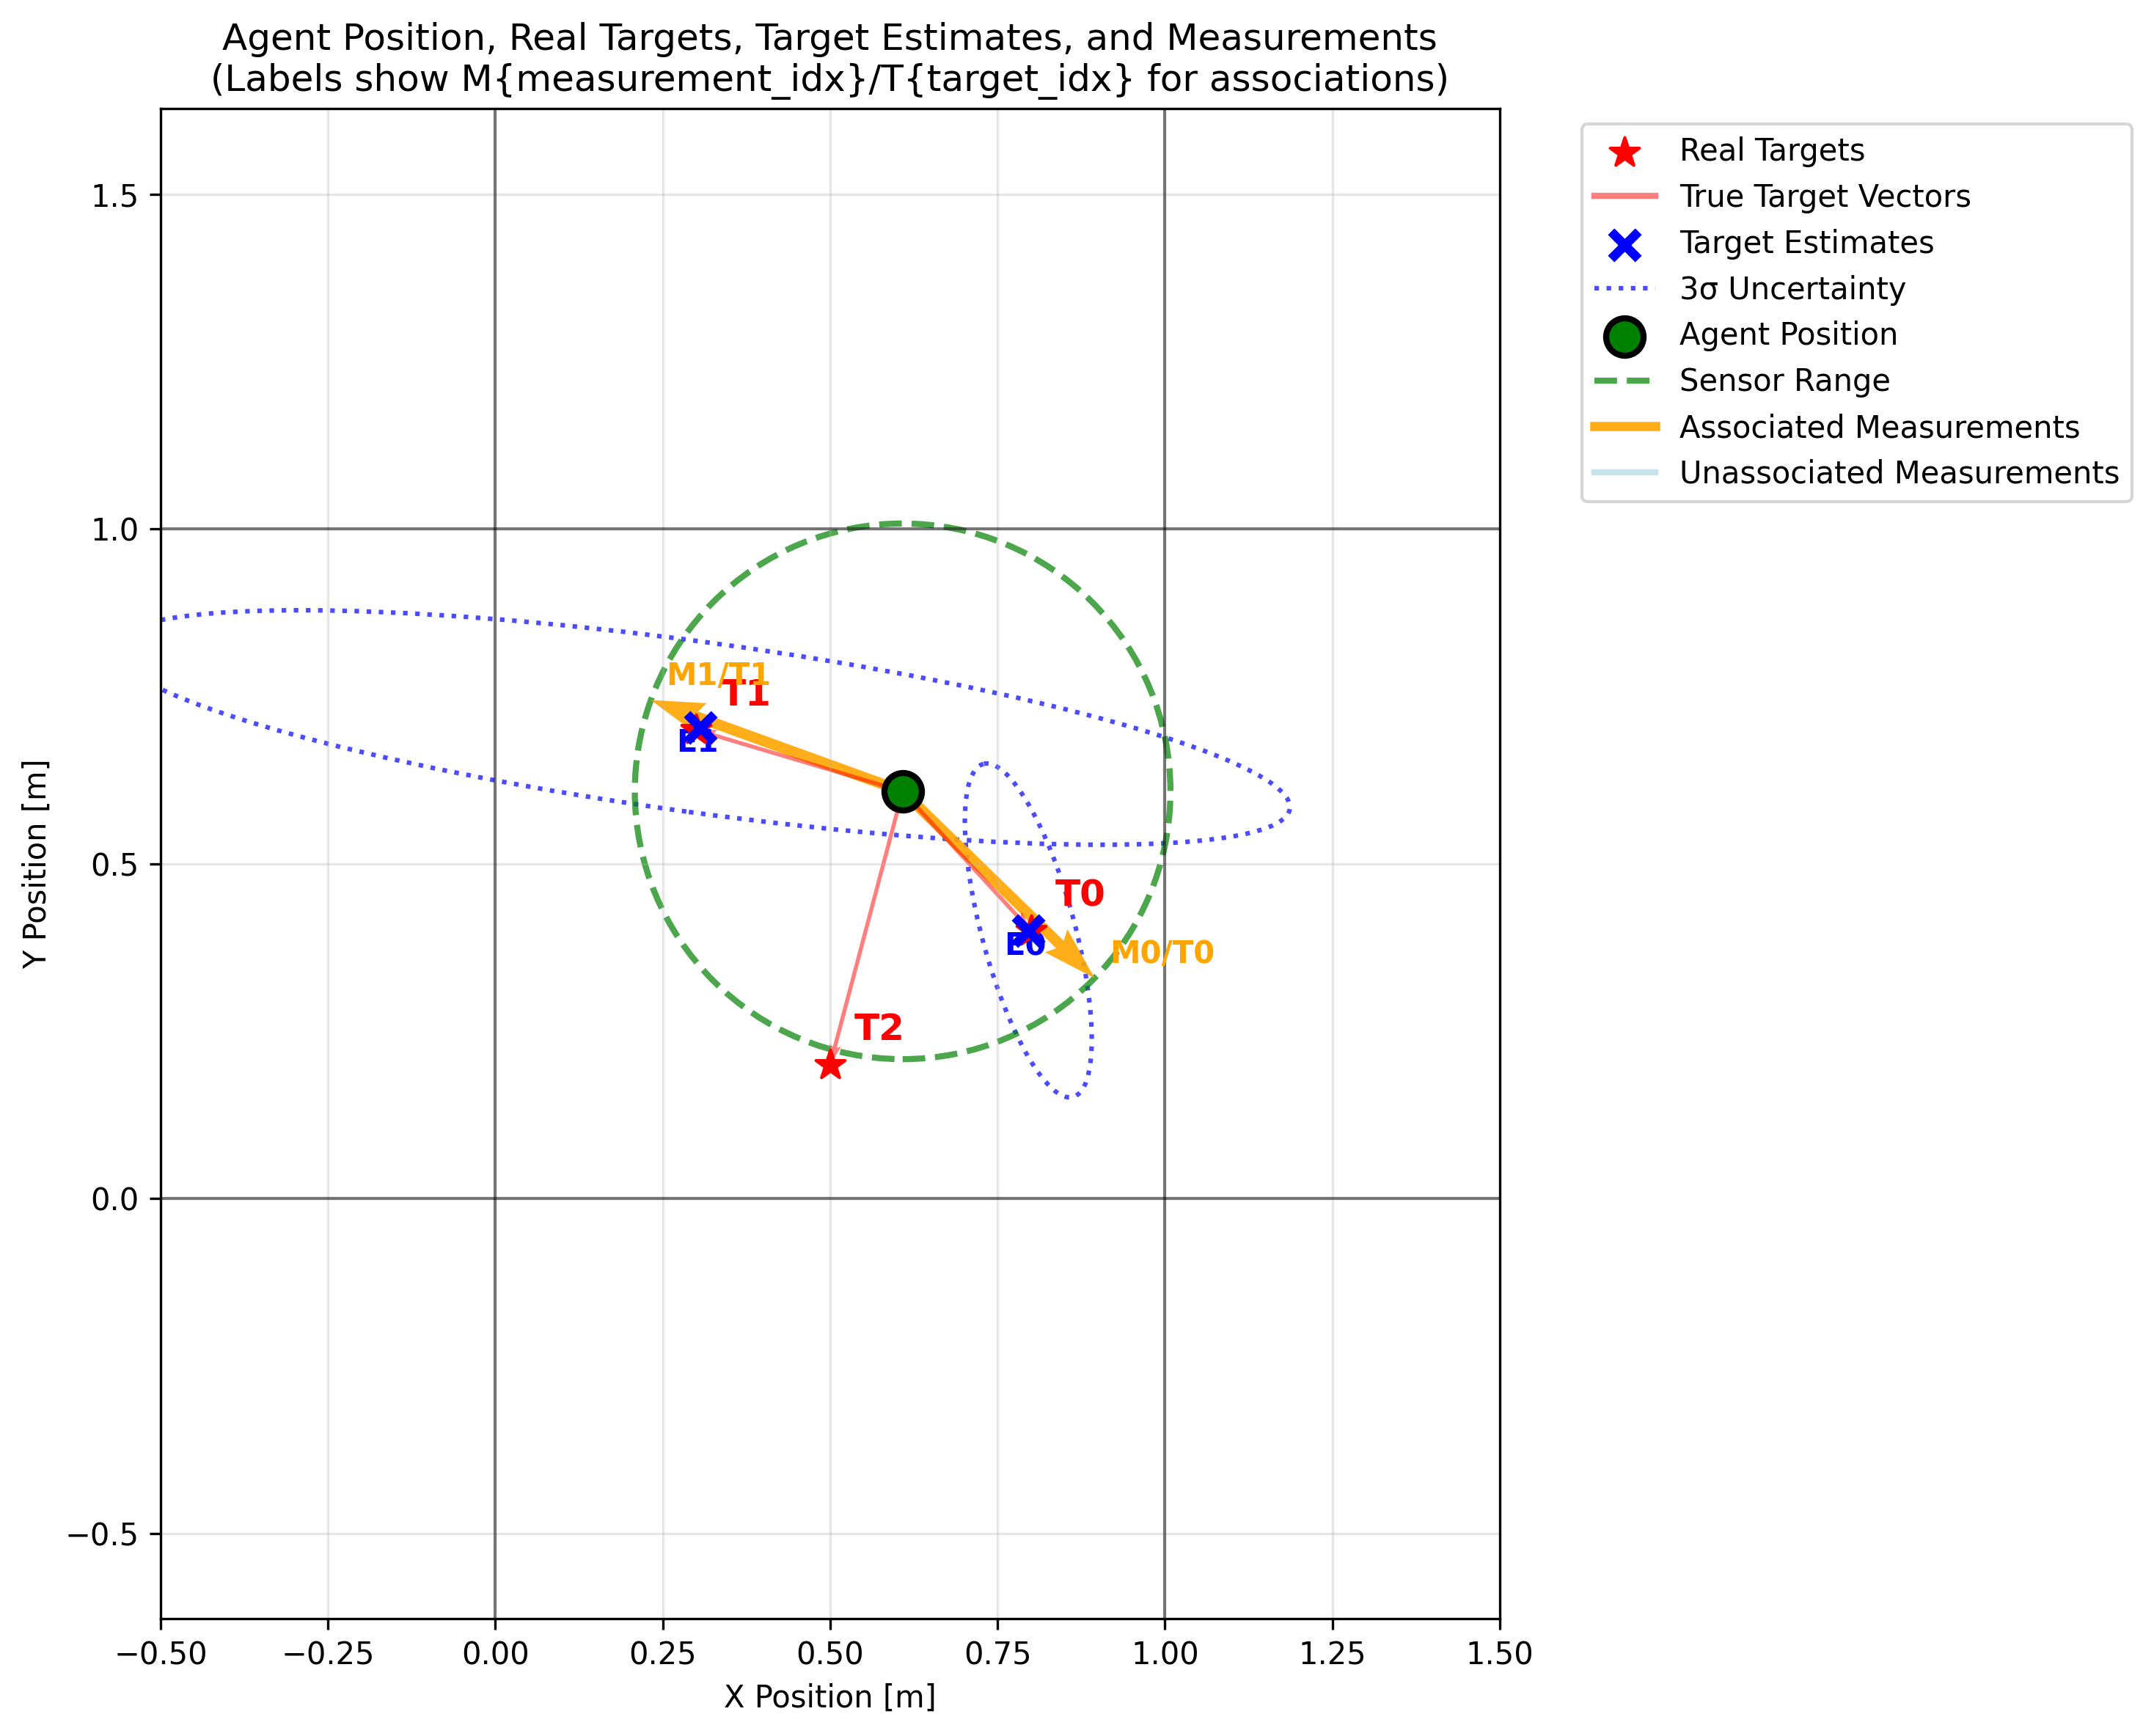 Agent Position, Real Targets, Target Estimates, and Measurements
(Labels show M{measurement_idx}/T{target_idx} for associations)
Real Targets
True Target Vectors
Target Estimates
3σ Uncertainty
Agent Position
Sensor Range
Associated Measurements
Unassociated Measurements
Y Position [m]
1.5
1.0
0.5
0.0
−0.5
M1/T1
T1
E1
T0
E0
M0/T0
T2
−0.50
−0.25
0.00
0.25
0.50
0.75
1.00
1.25
1.50
X Position [m]